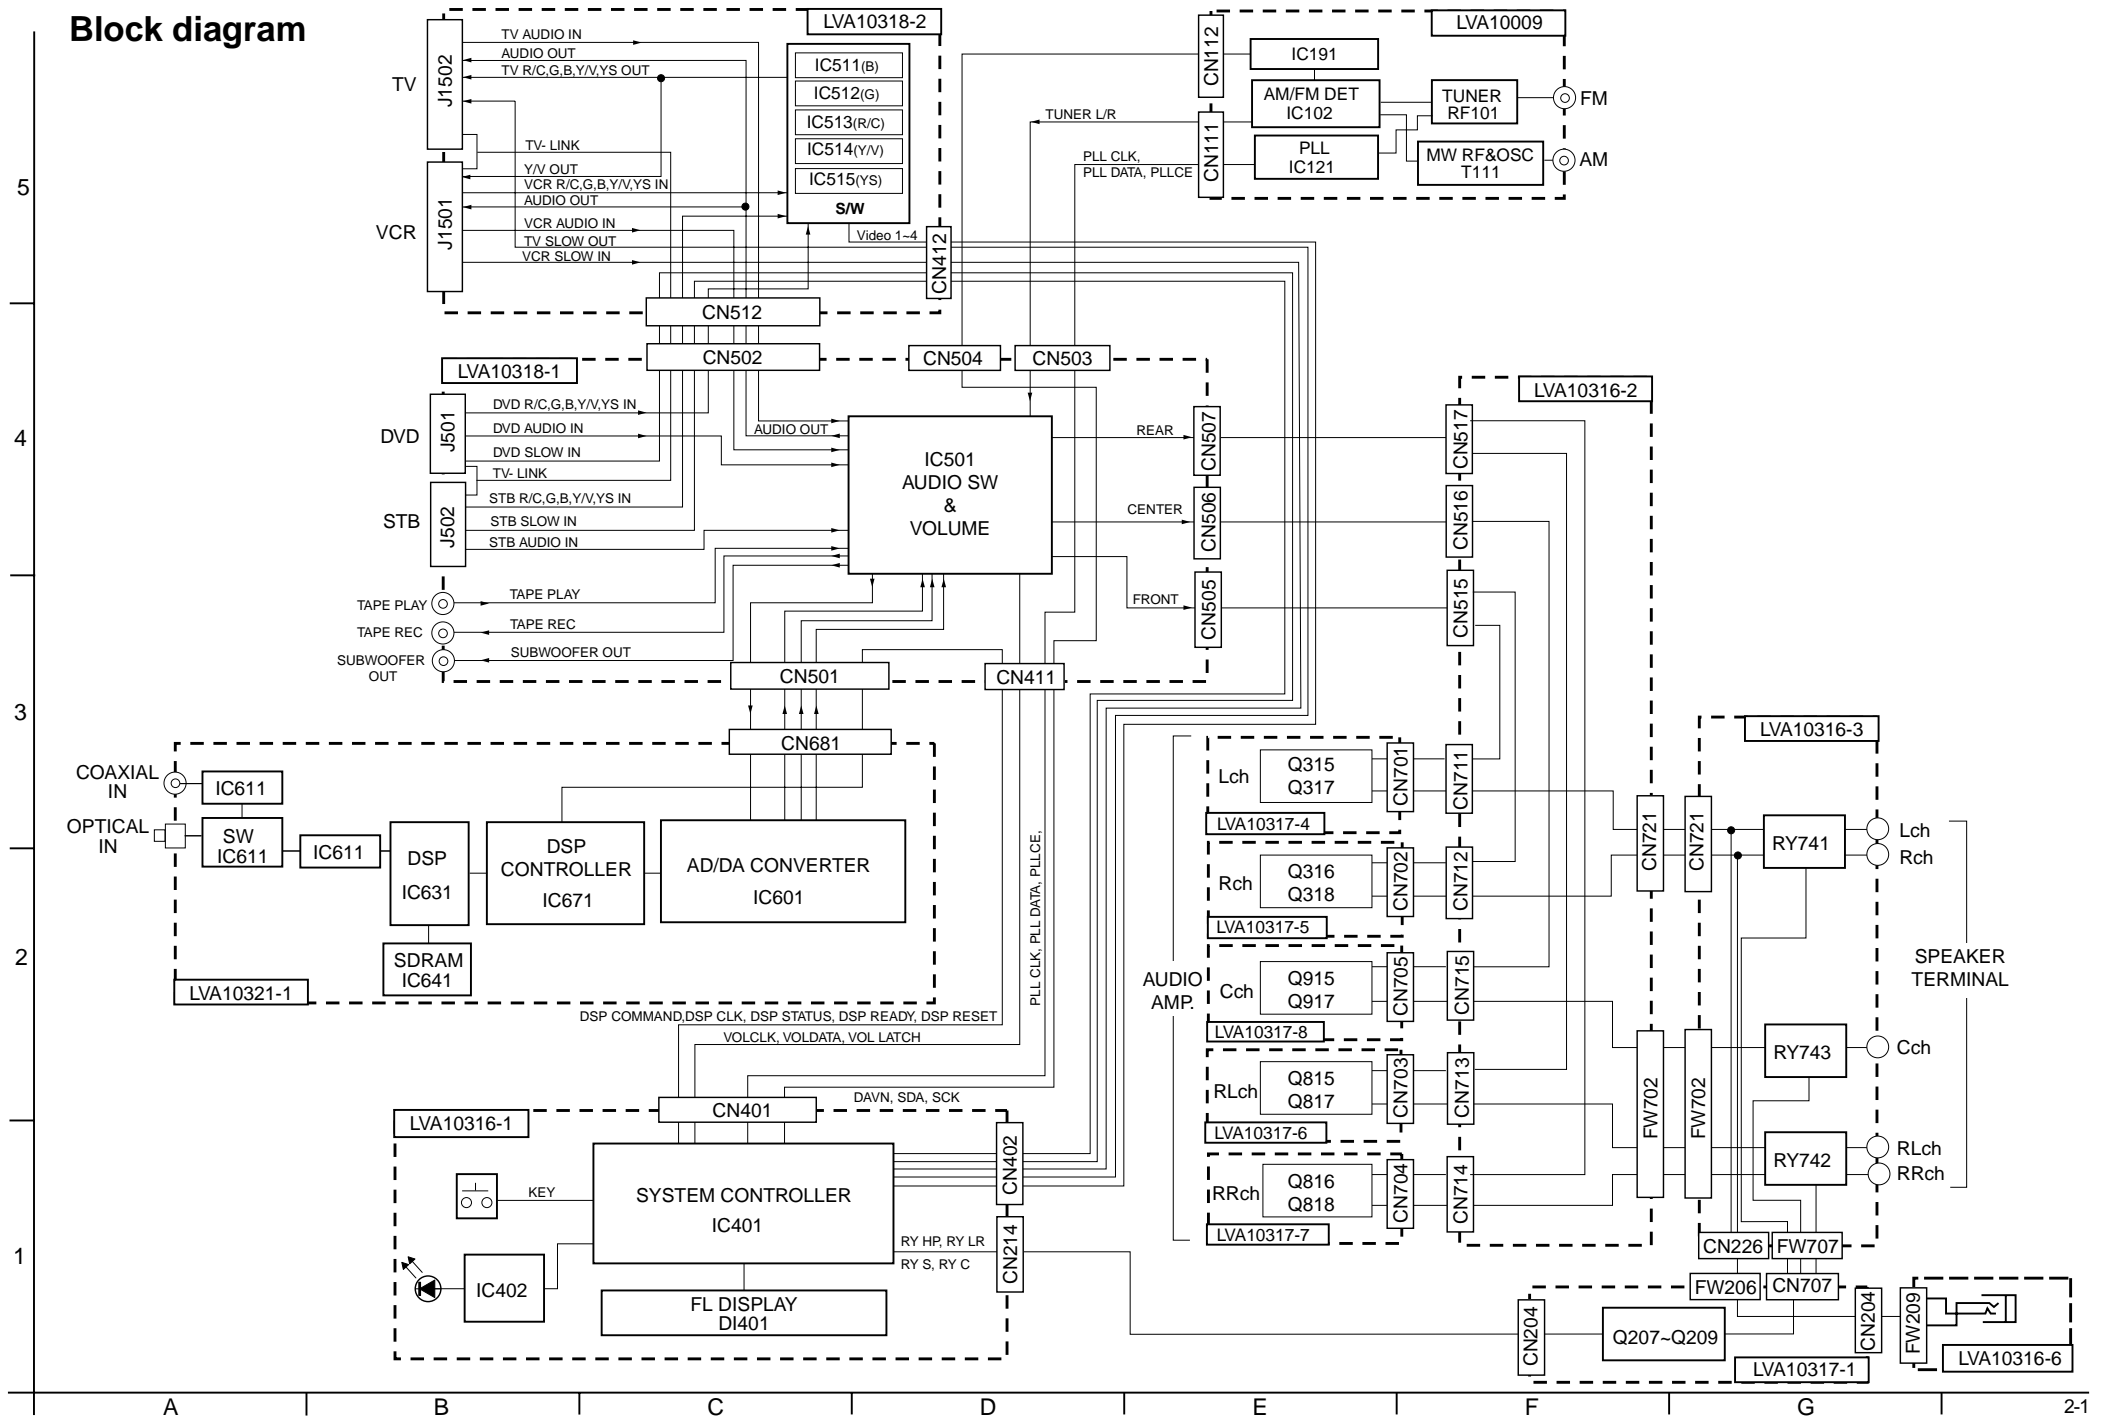 Block diagram
LVA10318-2
TV
J1502
TV AUDIO IN
AUDIO OUT
TV R/C,G,B,Y/V,YS OUT
TV- LINK
Y/V OUT
VCR R/C,G,B,Y/V,YS IN
AUDIO OUT
VCR
J1501
VCR AUDIO IN
TV SLOW OUT
VCR SLOW IN
IC511(B)
IC512(G)
IC513(R/C)
IC514(Y/V)
IC515(YS)
S/W
Video 1~4
CN412
CN512
LVA10009
CN112
IC191
AM/FM DET
IC102
TUNER
RF101
FM
TUNER L/R
CN111
PLL
IC121
MW RF&OSC
T111
AM
PLL CLK,
PLL DATA, PLLCE
5
CN502
CN504
CN503
LVA10318-1
DVD
J501
DVD R/C,G,B,Y/V,YS IN
DVD AUDIO IN
DVD SLOW IN
TV- LINK
STB
J502
STB R/C,G,B,Y/V,YS IN
STB SLOW IN
STB AUDIO IN
AUDIO OUT
IC501
AUDIO SW
&
VOLUME
REAR
CN507
CENTER
CN506
FRONT
CN505
LVA10316-2
CN517
CN516
CN515
4
TAPE PLAY
TAPE PLAY
TAPE REC
TAPE REC
SUBWOOFER
OUT
SUBWOOFER OUT
CN501
CN411
3
CN681
COAXIAL
IN
IC611
OPTICAL
IN
SW
IC611
IC611
DSP
IC631
DSP
CONTROLLER
IC671
AD/DA CONVERTER
IC601
SDRAM
IC641
LVA10321-1
PLL CLK, PLL DATA, PLLCE,
DSP COMMAND,DSP CLK, DSP STATUS, DSP READY, DSP RESET
VOLCLK, VOLDATA, VOL LATCH
DAVN, SDA, SCK
2
AUDIO
AMP.
Lch
Q315
Q317
CN701
CN711
LVA10317-4
Rch
Q316
Q318
CN702
CN712
LVA10317-5
Cch
Q915
Q917
CN705
CN715
LVA10317-8
RLch
Q815
Q817
CN703
CN713
LVA10317-6
RRch
Q816
Q818
CN704
CN714
LVA10317-7
CN721
FW702
LVA10316-3
CN721
FW702
RY741
Lch
Rch
RY743
Cch
RY742
RLch
RRch
SPEAKER
TERMINAL
CN226
FW707
LVA10316-1
CN401
CN402
SYSTEM CONTROLLER
IC401
KEY
IC402
FL DISPLAY
DI401
RY HP, RY LR
RY S, RY C
CN214
1
FW206
CN707
CN204
Q207~Q209
CN204
LVA10317-1
FW209
LVA10316-6
A
B
C
D
E
F
G
2-1